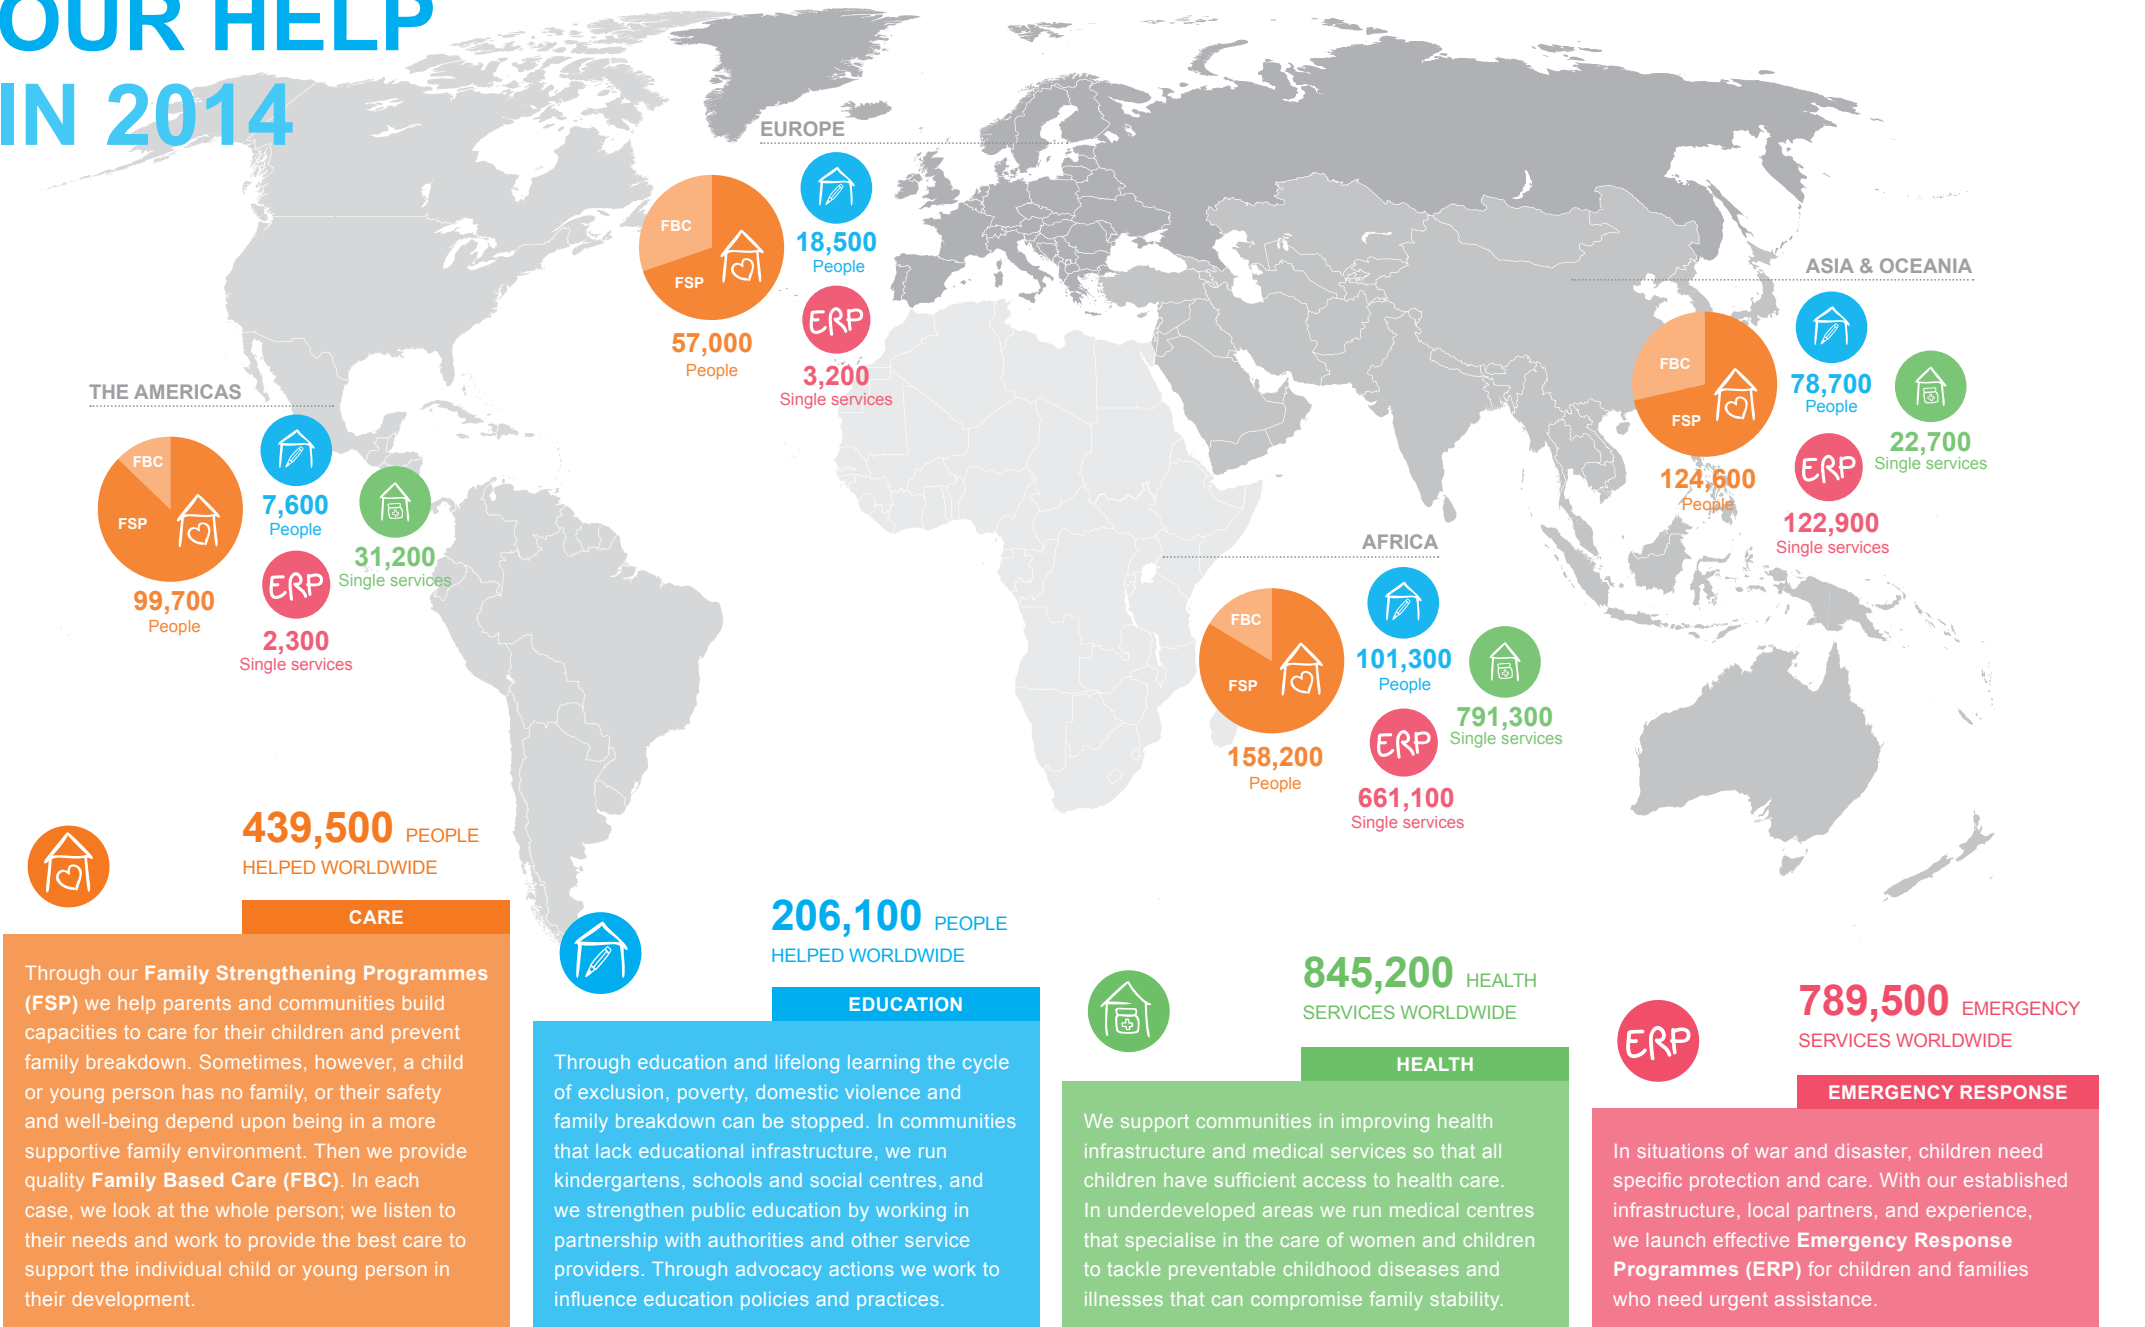 OUR HELP
IN 2014
EUROPE
FBC
FSP
57,000
People
18,500
People
ERP
3,200
Single services
THE AMERICAS
FBC
FSP
99,700
People
7,600
People
ERP
2,300
Single services
31,200
Single services
ASIA & OCEANIA
FBC
FSP
124,600
People
78,700
People
ERP
122,900
Single services
22,700
Single services
AFRICA
FBC
FSP
158,200
People
101,300
People
ERP
661,100
Single services
791,300
Single services
439,500 PEOPLE
HELPED WORLDWIDE
CARE
Through our Family Strengthening Programmes
(FSP) we help parents and communities build
capacities to care for their children and prevent
family breakdown. Sometimes, however, a child
or young person has no family, or their safety
and well-being depend upon being in a more
supportive family environment. Then we provide
quality Family Based Care (FBC). In each
case, we look at the whole person; we listen to
their needs and work to provide the best care to
support the individual child or young person in
their development.
206,100 PEOPLE
HELPED WORLDWIDE
EDUCATION
Through education and lifelong learning the cycle
of exclusion, poverty, domestic violence and
family breakdown can be stopped. In communities
that lack educational infrastructure, we run
kindergartens, schools and social centres, and
we strengthen public education by working in
partnership with authorities and other service
providers. Through advocacy actions we work to
influence education policies and practices.
845,200 HEALTH
SERVICES WORLDWIDE
HEALTH
We support communities in improving health
infrastructure and medical services so that all
children have sufficient access to health care.
In underdeveloped areas we run medical centres
that specialise in the care of women and children
to tackle preventable childhood diseases and
illnesses that can compromise family stability.
ERP
789,500 EMERGENCY
SERVICES WORLDWIDE
EMERGENCY RESPONSE
In situations of war and disaster, children need
specific protection and care. With our established
infrastructure, local partners, and experience,
we launch effective Emergency Response
Programmes (ERP) for children and families
who need urgent assistance.